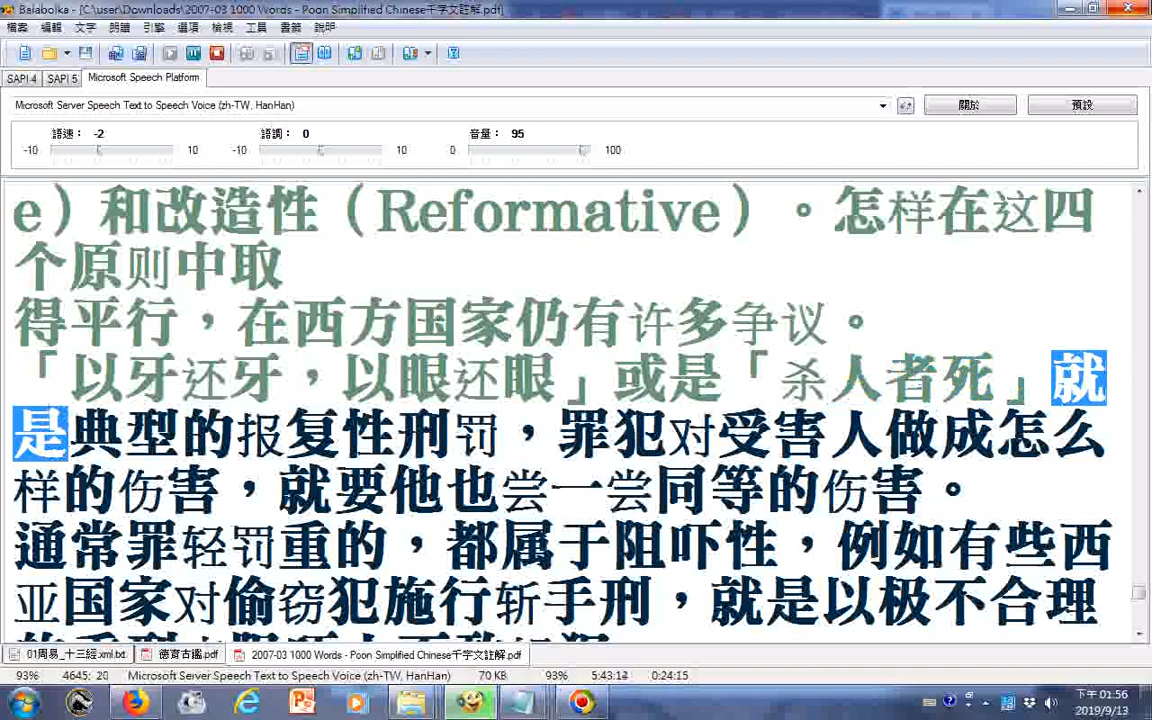 Balabolka - [C:\user\Downloads\2007-03 1000 Words - Poon Simplified Chinese千字文註解.pdf]
檔案 編輯 文字 朗讀 引擎 選項 檢視 工具 書籤 說明
SAPI 4 SAPI 5 Microsoft Speech Platform
Microsoft Server Speech Text to Speech Voice (zh-TW, HanHan) 關於 預設
語速： -2 語調： 0 音量： 95
-10 10 -10 10 0 100
e）和改造性（Reformative）。怎样在这四
个原则中取
得平行，在西方国家仍有许多争议。
「以牙还牙，以眼还眼」或是「杀人者死」就
是典型的报复性刑罚，罪犯对受害人做成怎么
样的伤害，就要他也尝一尝同等的伤害。
通常罪轻罚重的，都属于阻吓性，例如有些西
亚国家对偷窃犯施行斩手刑，就是以极不合理
01周易_十三經.xml.txt 德育古鑑.pdf 2007-03 1000 Words - Poon Simplified Chinese千字文註解.pdf
93% 4645: 20 Microsoft Server Speech Text to Speech Voice (zh-TW, HanHan) 70 KB 93% 5:43:12 0:24:15
下午 01:56
2019/9/13